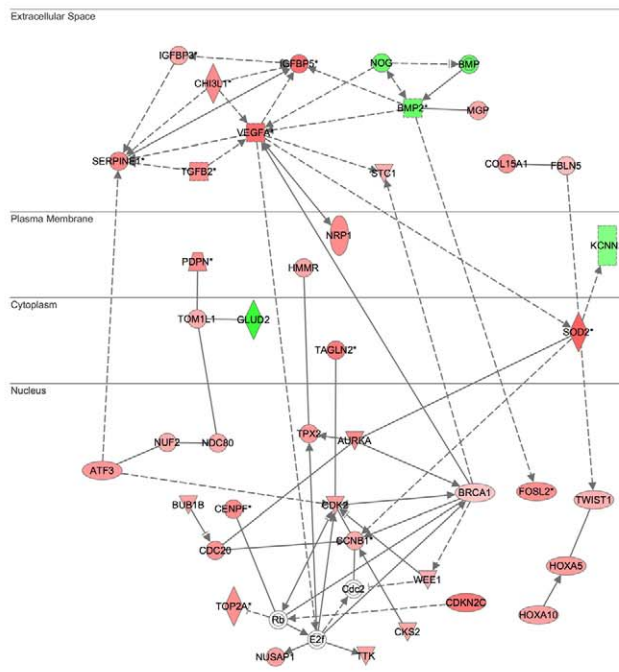 Extracellular Space
IGFBP3*
IGFBP5*
NOG
BMP
CHI3L1*
BMP2*
MGP
VEGFA*
SERPINE1*
TGFB2*
STC1
COL15A1
FBLN5
Plasma Membrane
NRP1
KCNN
PDPN*
HMMR
Cytoplasm
TOM1L1
GLUD2
SOD2*
TAGLN2*
Nucleus
NUF2
NDC80
TPX2
AURKA
ATF3
BRCA1
FOSL2*
TWIST1
BUB1B
CENPF*
CDK2
CCNB1*
CDC20
HOXA5
WEE1
Cdc2
TOP2A*
CDKN2C
HOXA10
Rb
E2f
CKS2
NUSAP1
TTK